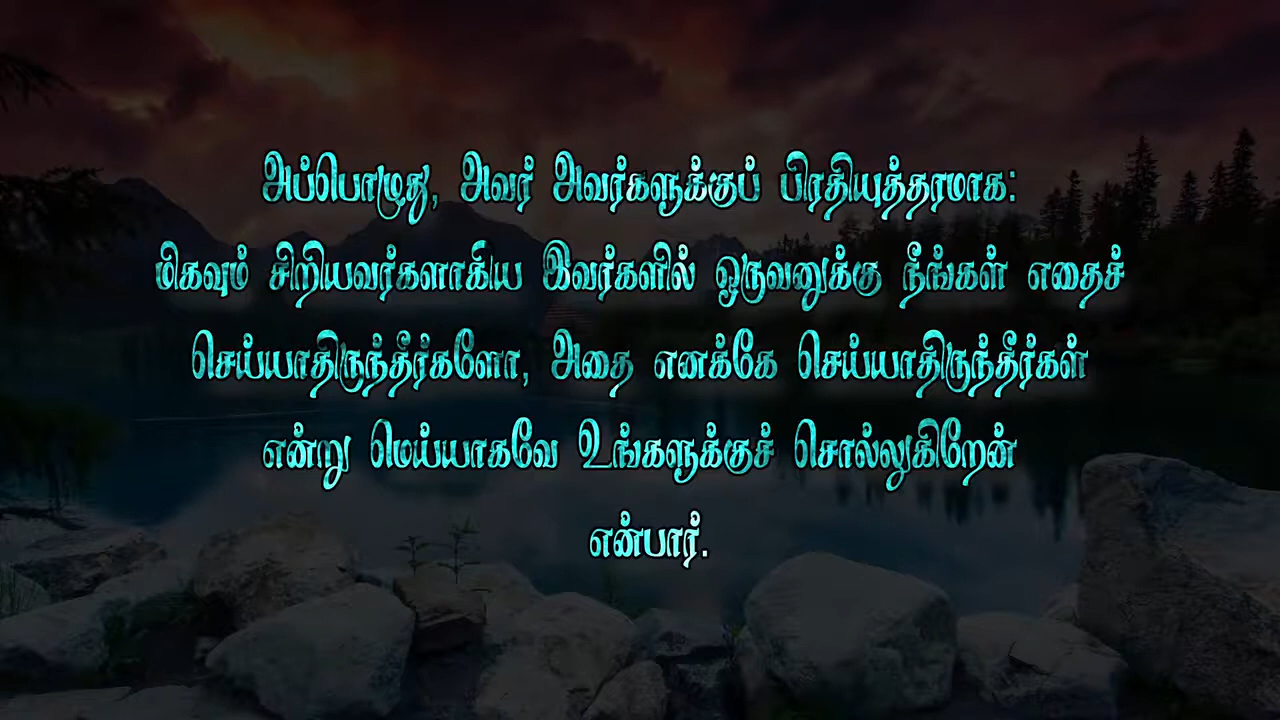 அப்பொழுது, அவர் அவர்களுக்குப் பிரதியுத்தரமாக:
மிகவும் சிறியவர்களாகிய இவர்களில் ஒருவனுக்கு நீங்கள் எதைச்
செய்யாதிருந்தீர்களோ, அதை எனக்கே செய்யாதிருந்தீர்கள்
என்று மெய்யாகவே உங்களுக்குச் சொல்லுகிறேன்
என்பார்.